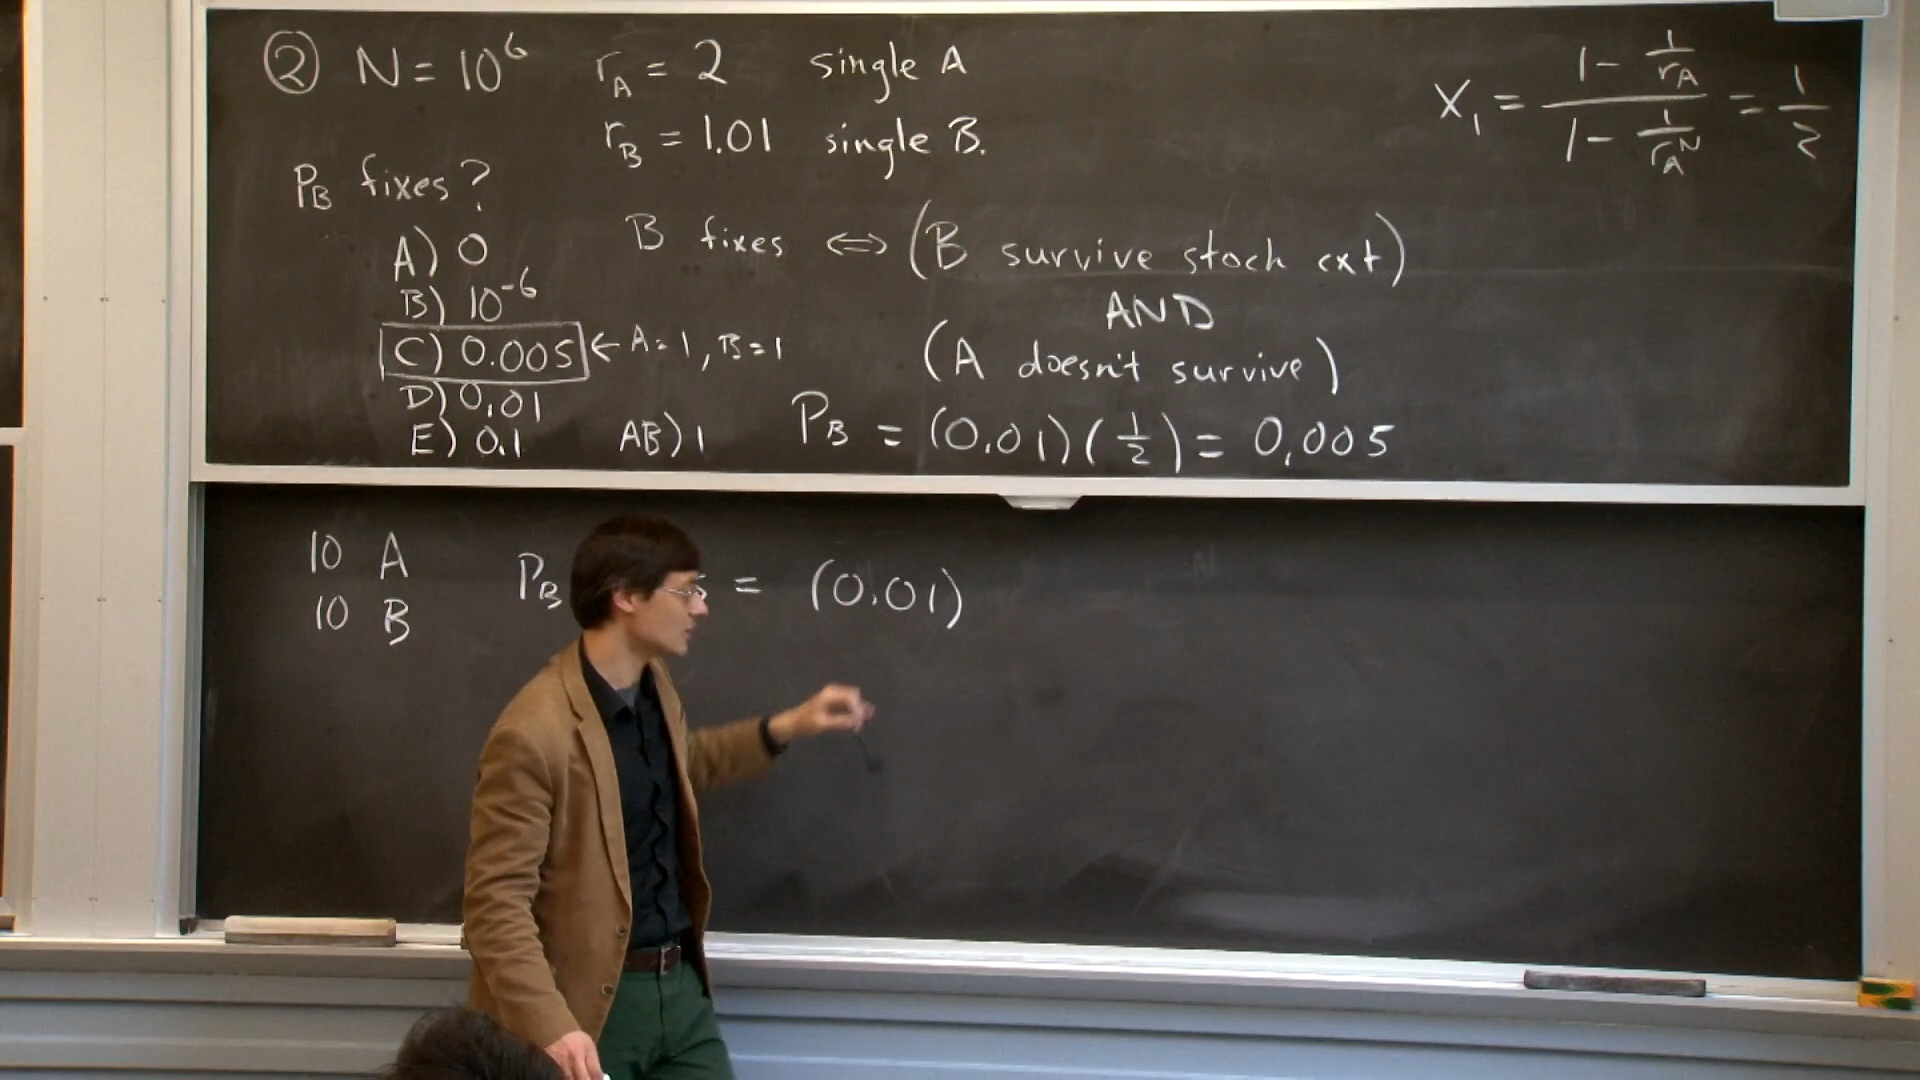 ② N = 10⁶ r_A = 2 single A
r_B = 1.01 single B.
X₁ = (1 - 1/r_A) / (1 - 1/r_A^N) = 1/2
P_B fixes?
A) 0
B) 10⁻⁶
C) 0.005 ← A=1, B=1
D) 0.01
E) 0.1 AB) 1
B fixes ⇔ (B survive stoch ext)
AND
(A doesn't survive)
P_B = (0.01)(1/2) = 0.005
10 A
10 B
P_B = (0.01)